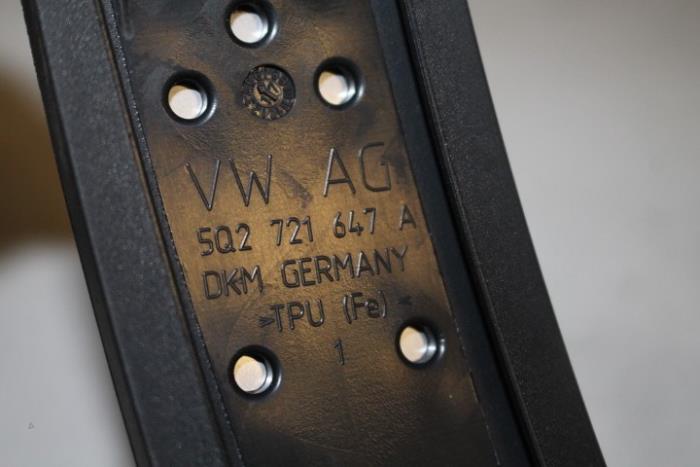 VW AG
5Q2 721 647 A
DKM GERMANY
>TPU (Fe)<
1